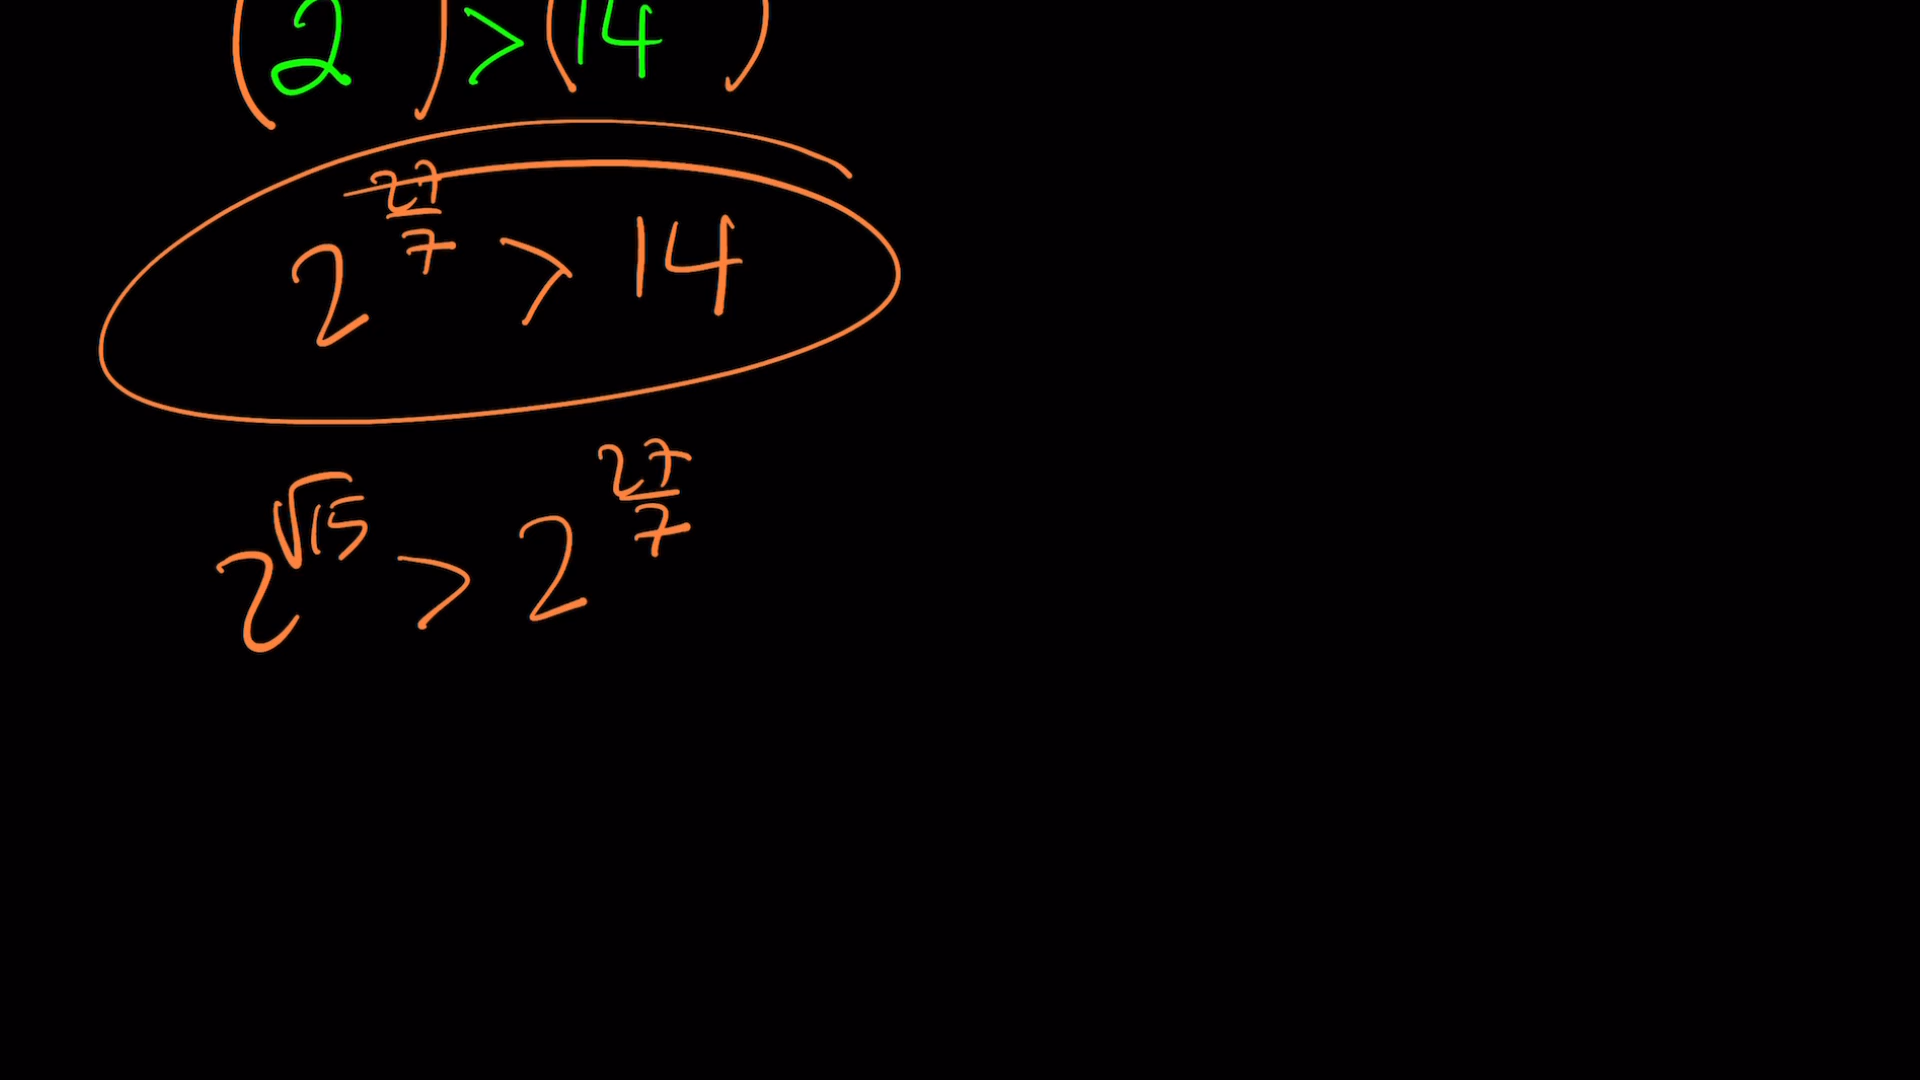 (2) > (14)
2^{27/7} > 14
2^{√15} > 2^{27/7}